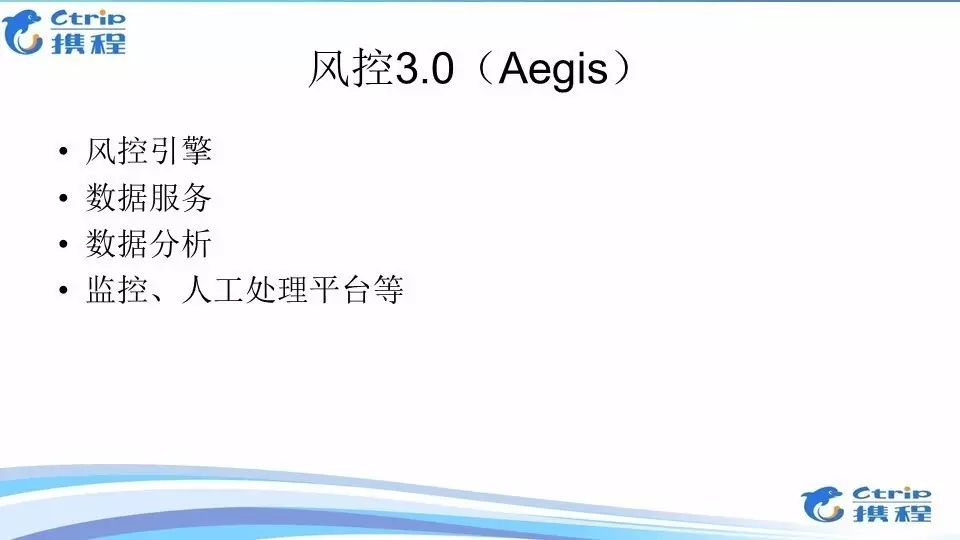 Ctrip
携程
风控3.0（Aegis）
• 风控引擎
• 数据服务
• 数据分析
• 监控、人工处理平台等
Ctrip
携程